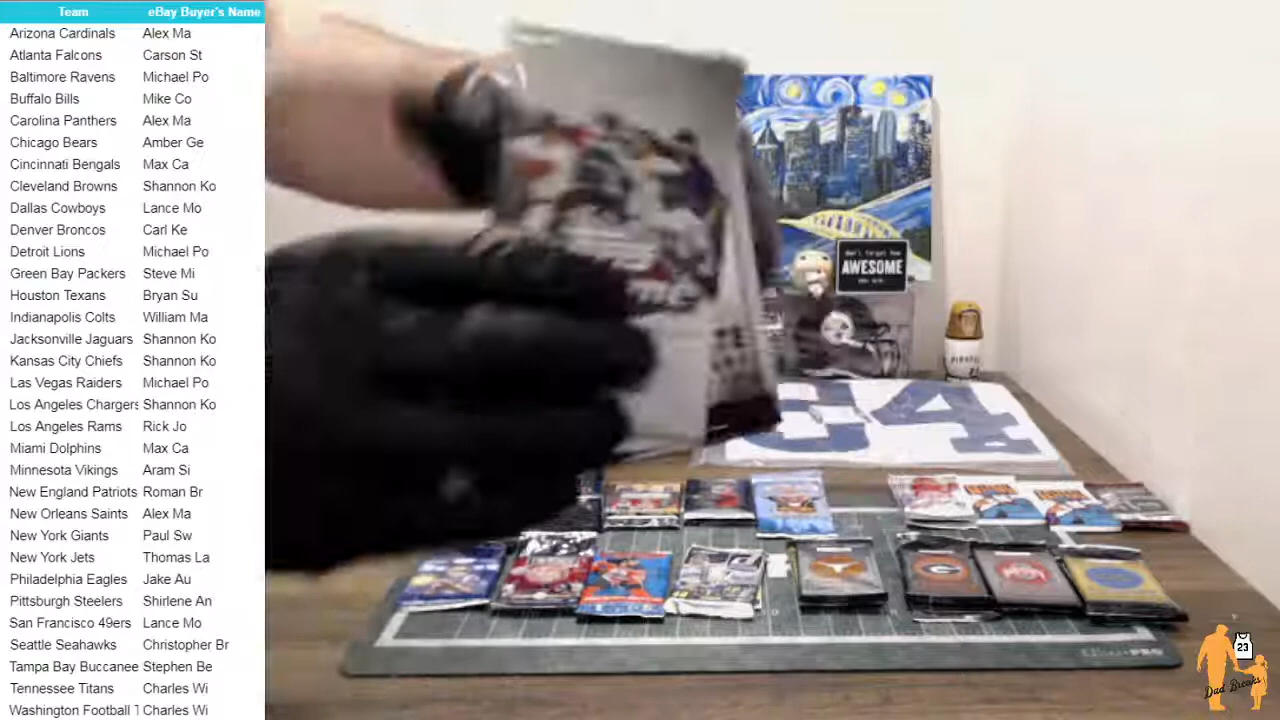 Team eBay Buyer's Name
Arizona Cardinals Alex Ma
Atlanta Falcons Carson St
Baltimore Ravens Michael Po
Buffalo Bills Mike Co
Carolina Panthers Alex Ma
Chicago Bears Amber Ge
Cincinnati Bengals Max Ca
Cleveland Browns Shannon Ko
Dallas Cowboys Lance Mo
Denver Broncos Carl Ke
Detroit Lions Michael Po
Green Bay Packers Steve Mi
Houston Texans Bryan Su
Indianapolis Colts William Ma
Jacksonville Jaguars Shannon Ko
Kansas City Chiefs Shannon Ko
Las Vegas Raiders Michael Po
Los Angeles Chargers Shannon Ko
Los Angeles Rams Rick Jo
Miami Dolphins Max Ca
Minnesota Vikings Aram Si
New England Patriots Roman Br
New Orleans Saints Alex Ma
New York Giants Paul Sw
New York Jets Thomas La
Philadelphia Eagles Jake Au
Pittsburgh Steelers Shirlene An
San Francisco 49ers Lance Mo
Seattle Seahawks Christopher Br
Tampa Bay Buccanee Stephen Be
Tennessee Titans Charles Wi
Washington Football Charles Wi
AWESOME
23
Dad Breaks